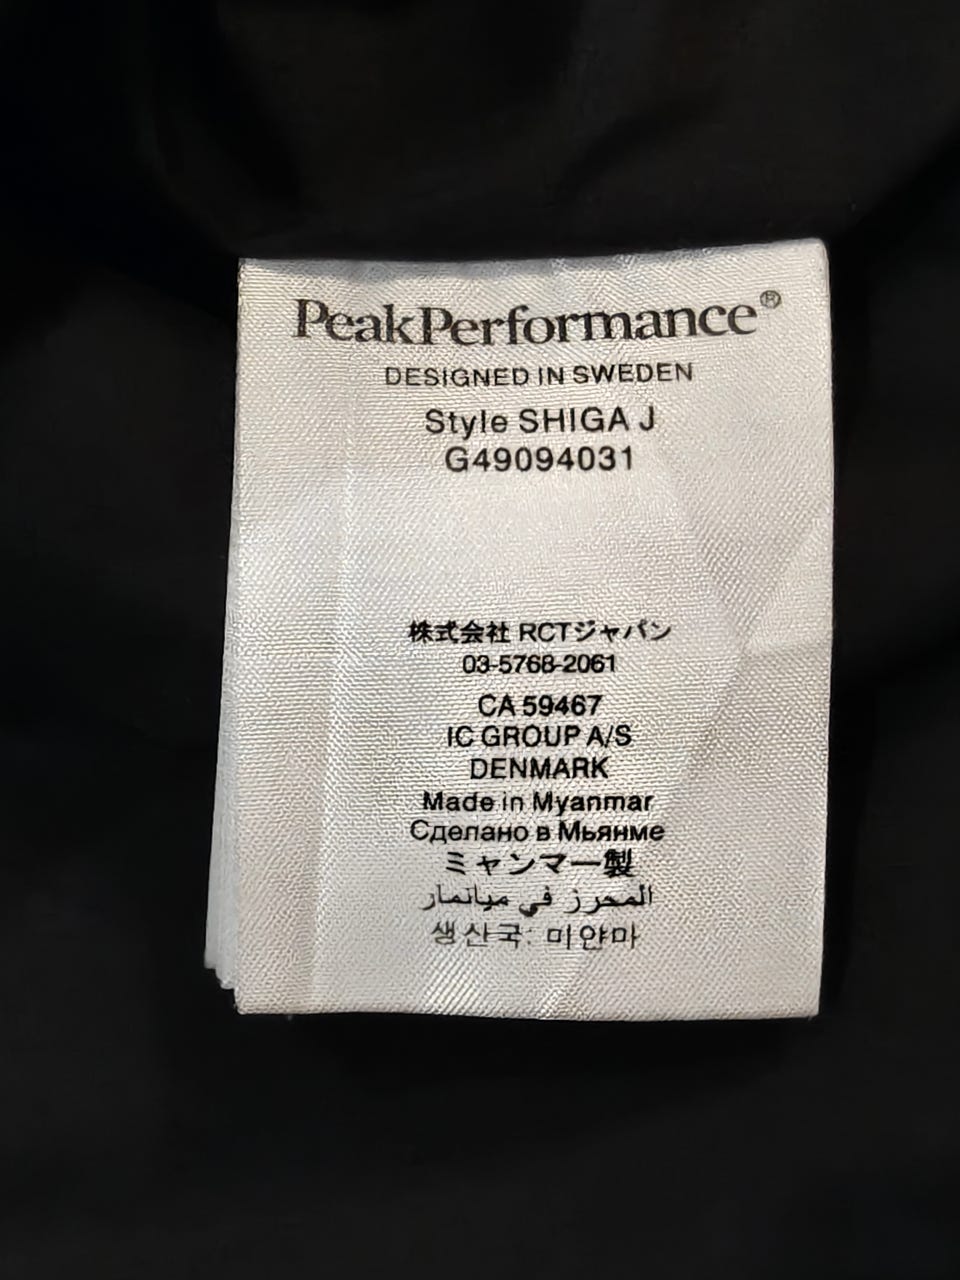 PeakPerformance®
DESIGNED IN SWEDEN
Style SHIGA J
G49094031
株式会社 RCTジャパン
03-5768-2061
CA 59467
IC GROUP A/S
DENMARK
Made in Myanmar
Сделано в Мьянме
ミャンマー製
المحرز في ميانمار
생산국: 미얀마